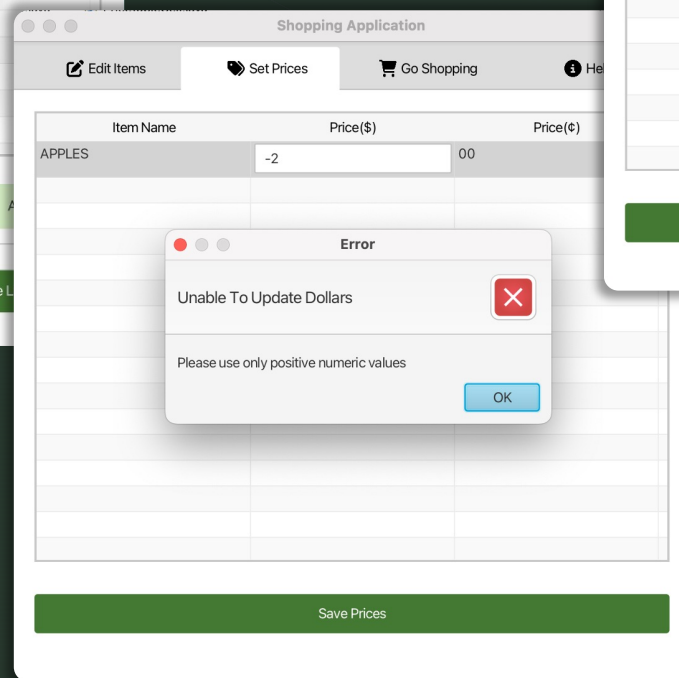 Shopping Application
Edit Items Set Prices Go Shopping He
Item Name Price($) Price(¢)
APPLES -2 00
Error
Unable To Update Dollars
Please use only positive numeric values
OK
Save Prices